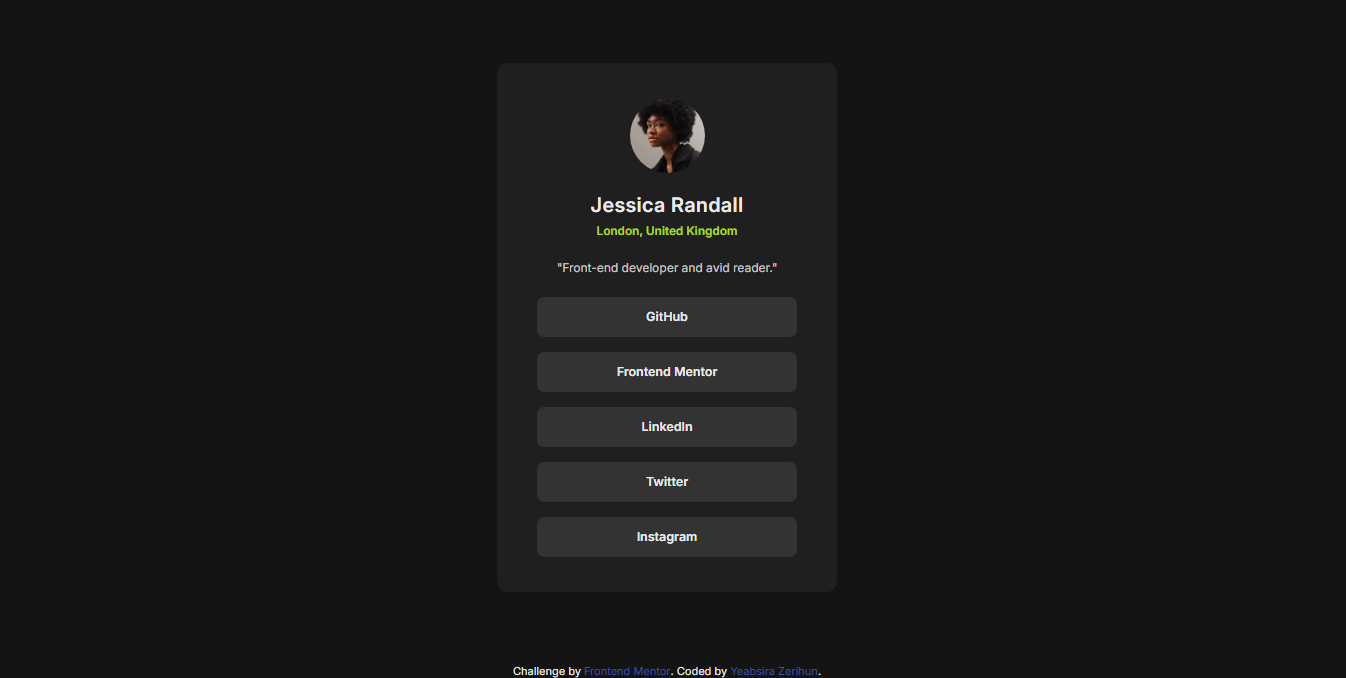 Jessica Randall
London, United Kingdom
"Front-end developer and avid reader."
GitHub
Frontend Mentor
LinkedIn
Twitter
Instagram
Challenge by Frontend Mentor. Coded by Yeabsira Zerihun.